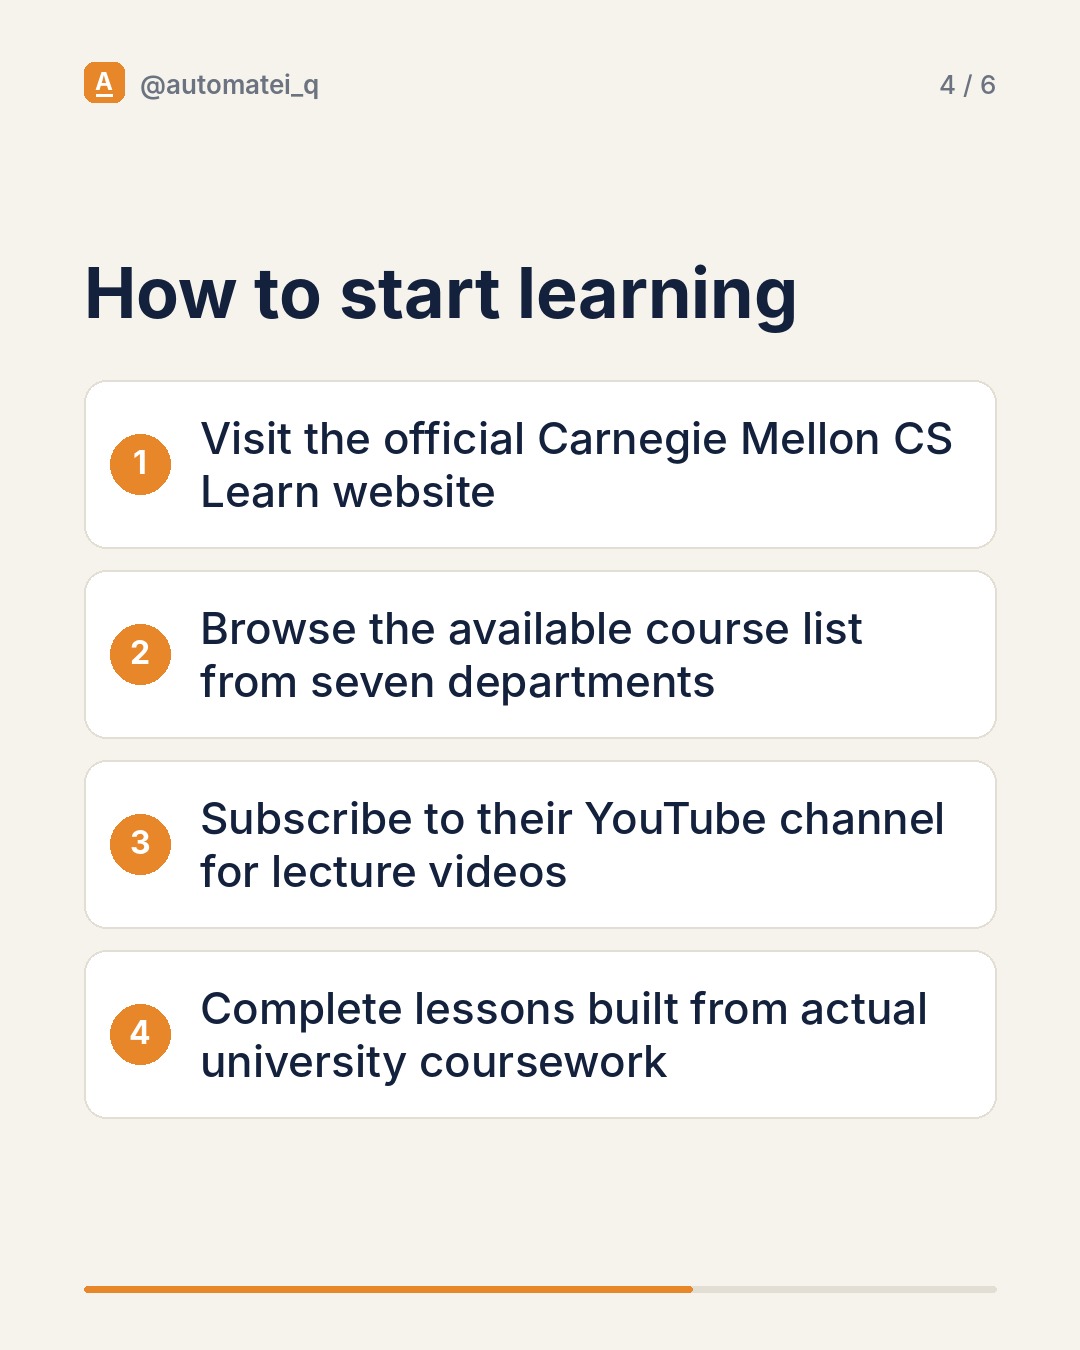 A
@automatei_q
4 / 6
How to start learning
1
Visit the official Carnegie Mellon CS
Learn website
2
Browse the available course list
from seven departments
3
Subscribe to their YouTube channel
for lecture videos
4
Complete lessons built from actual
university coursework